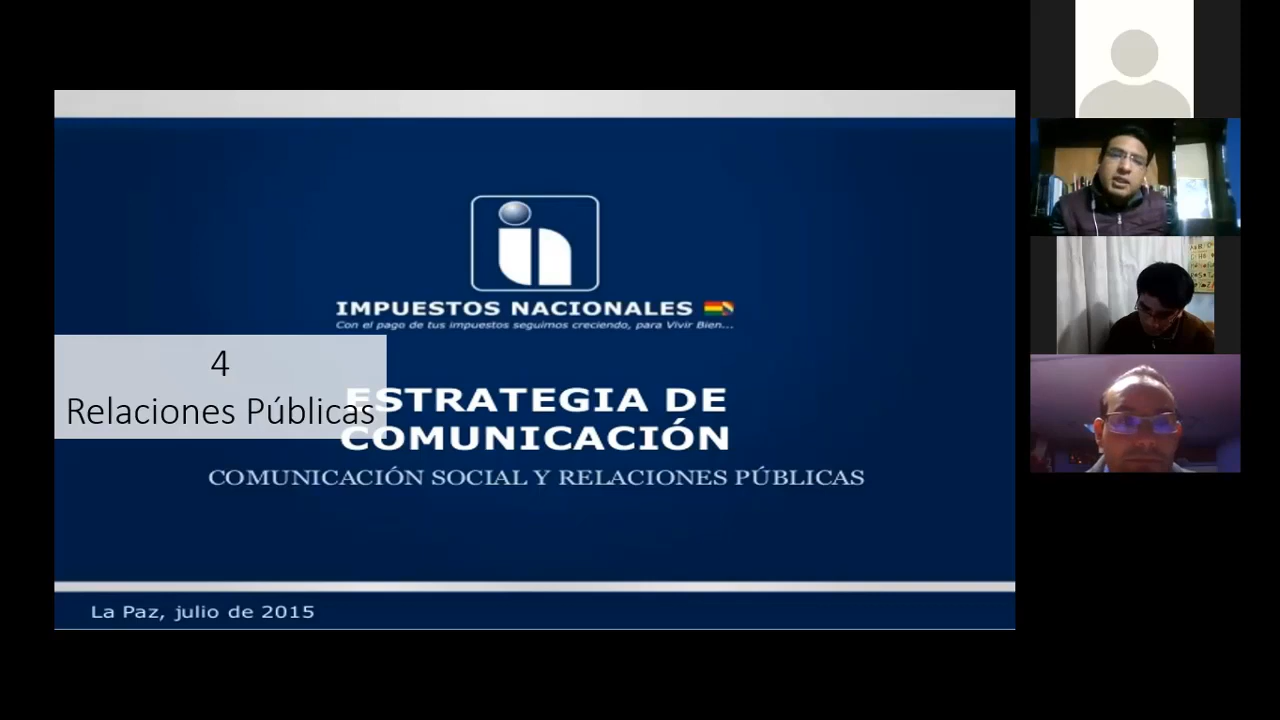 IMPUESTOS NACIONALES
Con el pago de tus impuestos seguimos creciendo, para Vivir Bien...
4
Relaciones Públicas
ESTRATEGIA DE
COMUNICACIÓN
COMUNICACIÓN SOCIAL Y RELACIONES PÚBLICAS
La Paz, julio de 2015